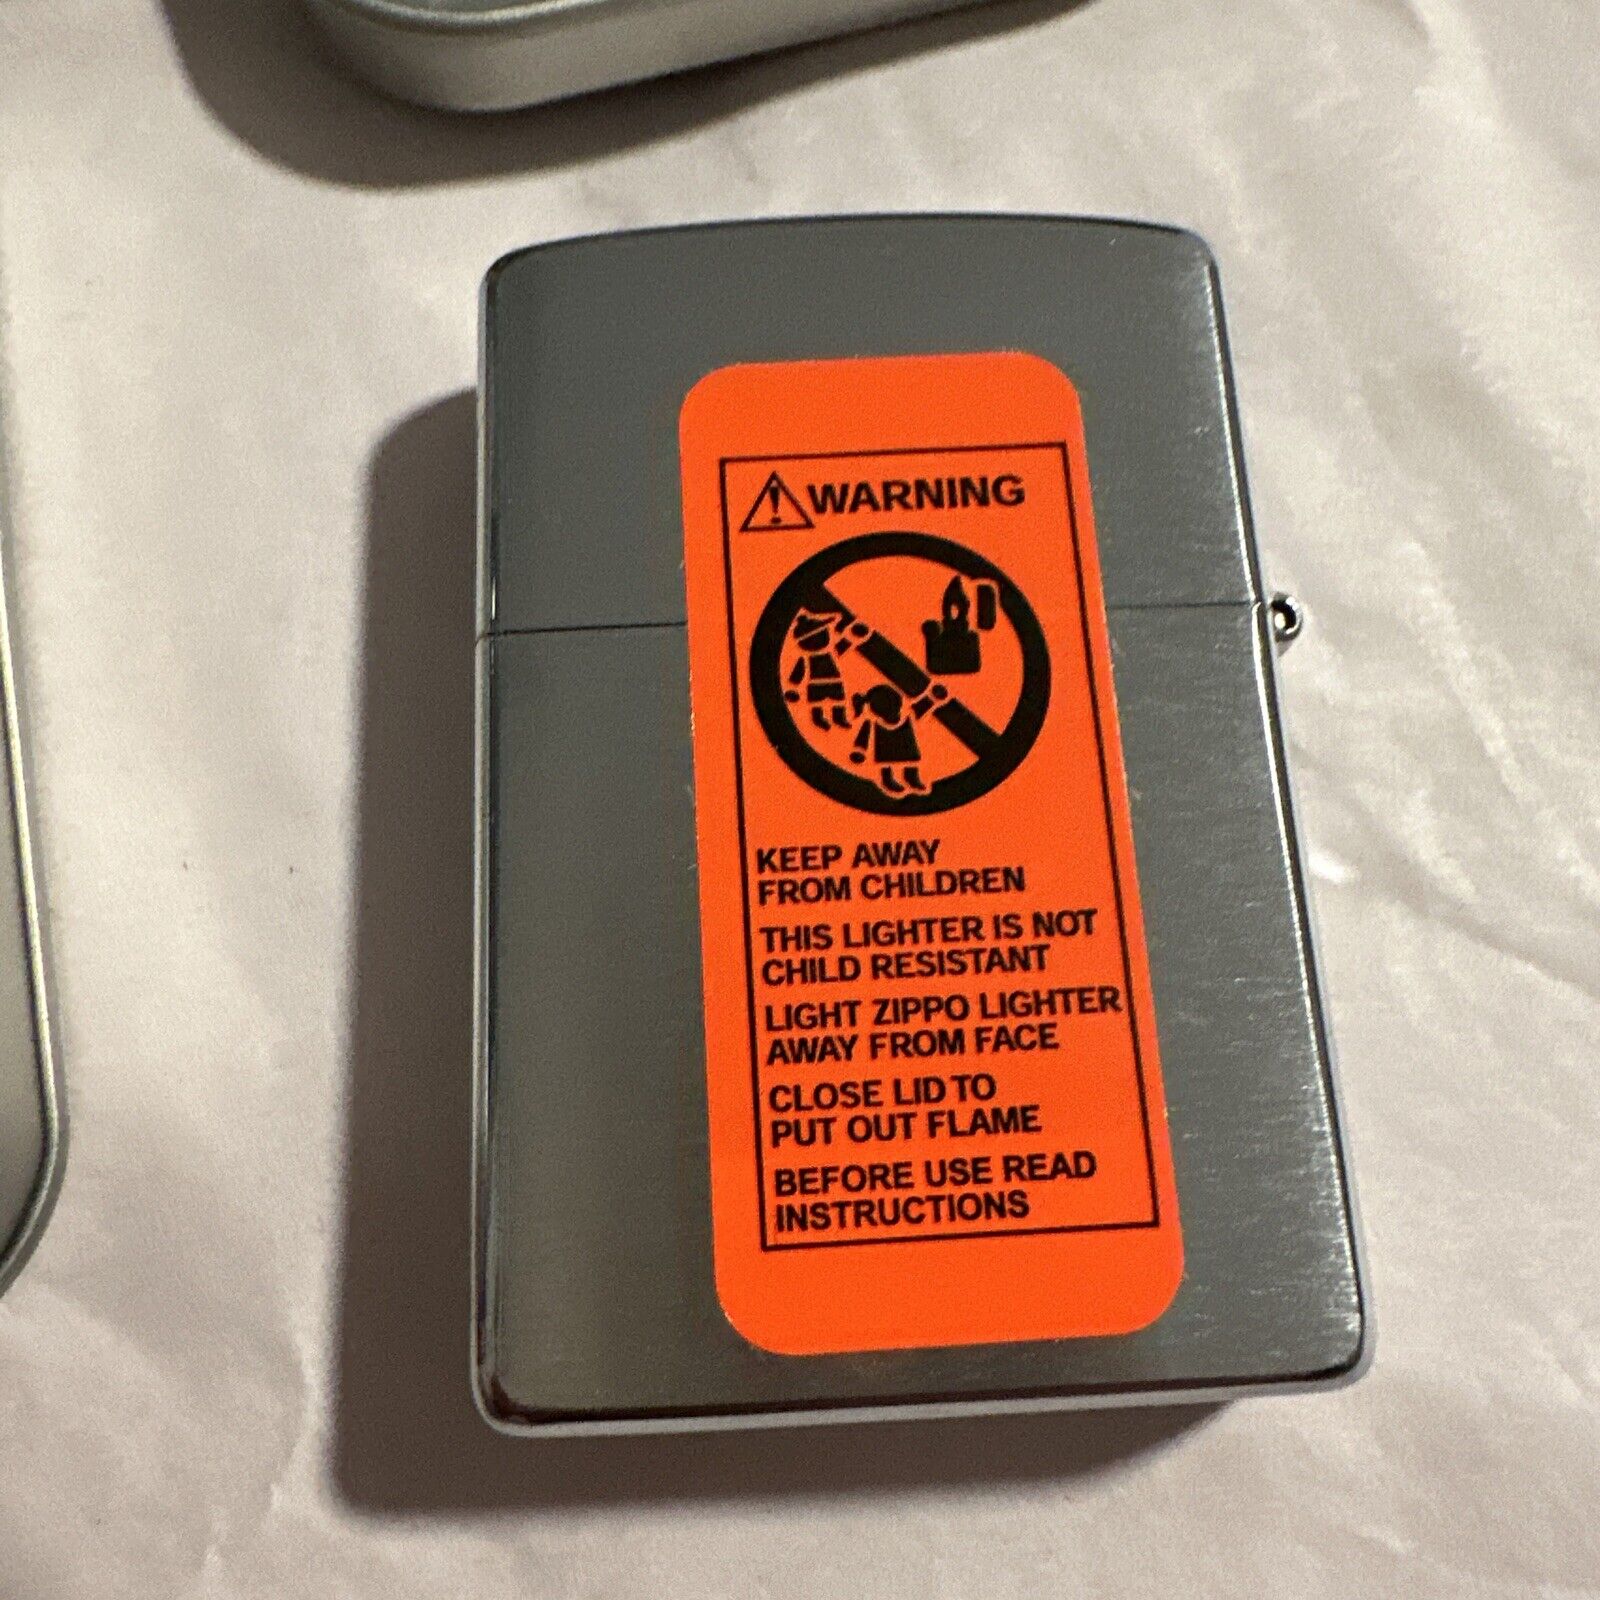 WARNING
KEEP AWAY
FROM CHILDREN
THIS LIGHTER IS NOT
CHILD RESISTANT
LIGHT ZIPPO LIGHTER
AWAY FROM FACE
CLOSE LID TO
PUT OUT FLAME
BEFORE USE READ
INSTRUCTIONS